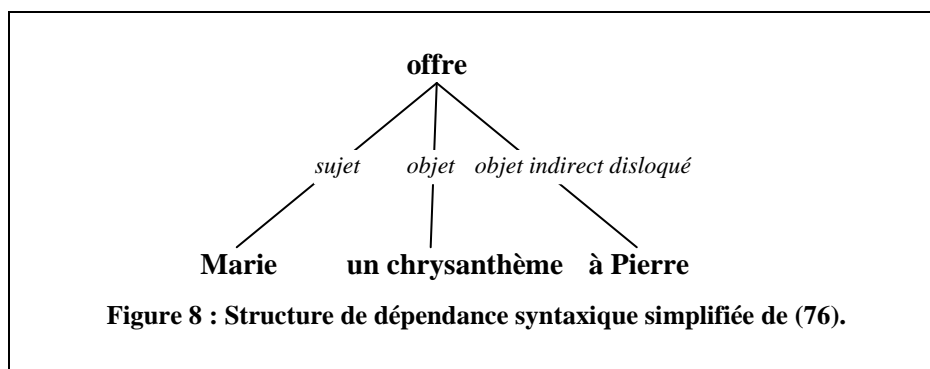 offre
sujet objet objet indirect disloqué
Marie un chrysanthème à Pierre
Figure 8 : Structure de dépendance syntaxique simplifiée de (76).